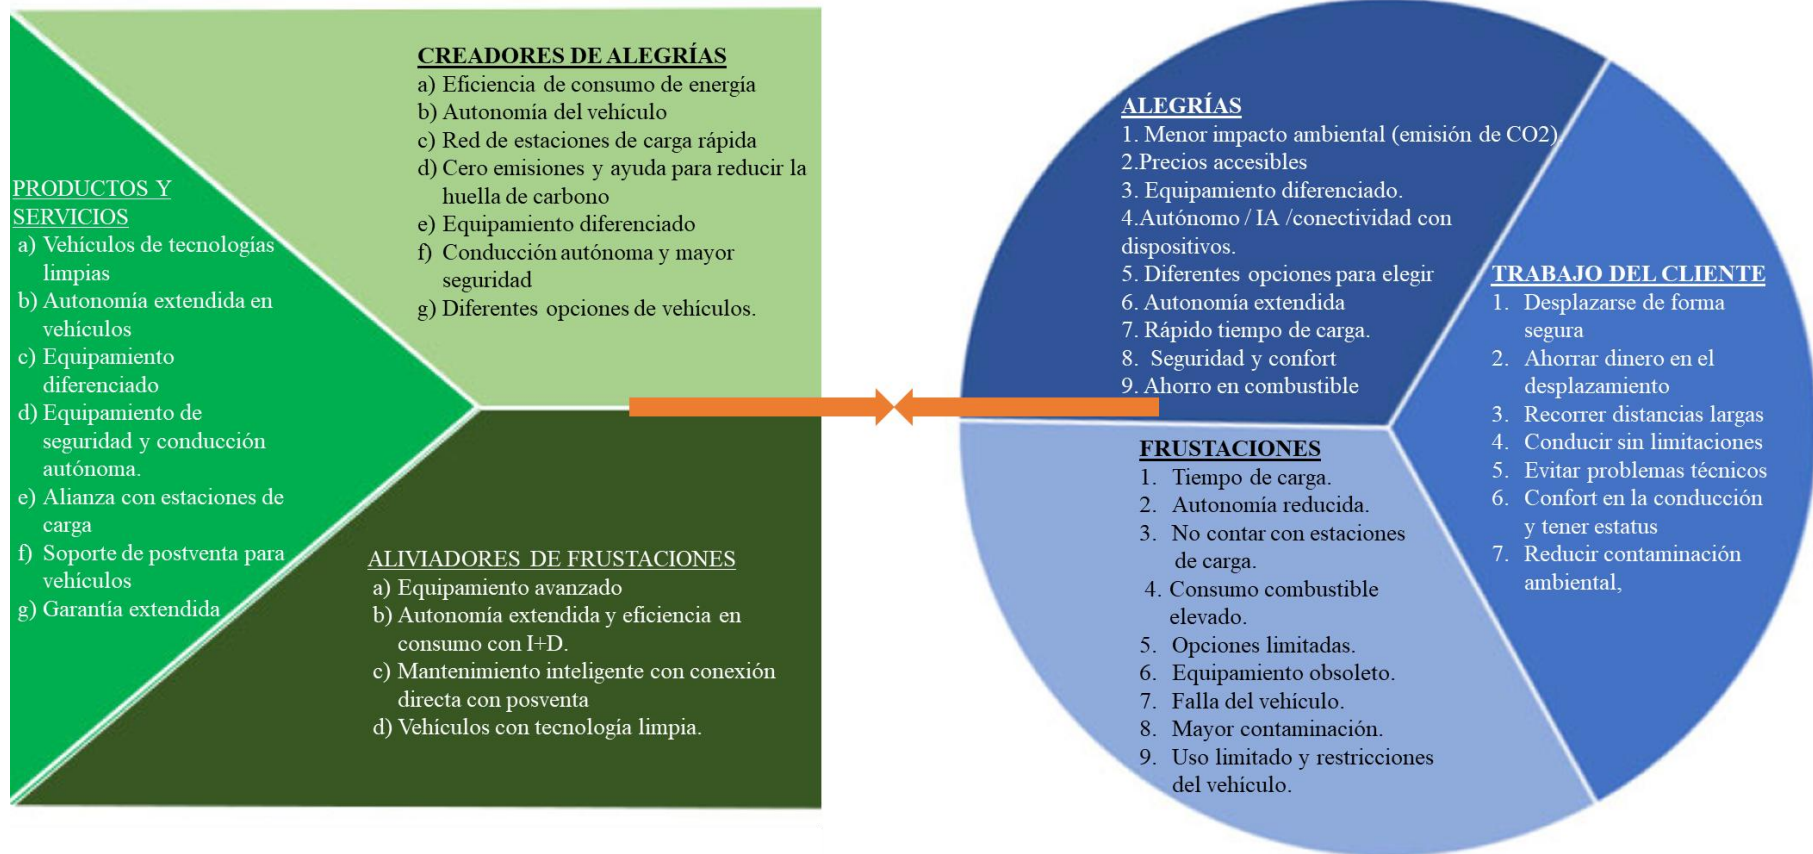 CREADORES DE ALEGRÍAS
a) Eficiencia de consumo de energía
b) Autonomía del vehículo
c) Red de estaciones de carga rápida
d) Cero emisiones y ayuda para reducir la
huella de carbono
e) Equipamiento diferenciado
f) Conducción autónoma y mayor
seguridad
g) Diferentes opciones de vehículos.
PRODUCTOS Y
SERVICIOS
a) Vehículos de tecnologías
limpias
b) Autonomía extendida en
vehículos
c) Equipamiento
diferenciado
d) Equipamiento de
seguridad y conducción
autónoma.
e) Alianza con estaciones de
carga
f) Soporte de postventa para
vehículos
g) Garantía extendida
ALIVIADORES DE FRUSTACIONES
a) Equipamiento avanzado
b) Autonomía extendida y eficiencia en
consumo con I+D.
c) Mantenimiento inteligente con conexión
directa con posventa
d) Vehículos con tecnología limpia.
ALEGRÍAS
1. Menor impacto ambiental (emisión de CO2)
2.Precios accesibles
3. Equipamiento diferenciado.
4.Autónomo / IA /conectividad con
dispositivos.
5. Diferentes opciones para elegir
6. Autonomía extendida
7. Rápido tiempo de carga.
8. Seguridad y confort
9. Ahorro en combustible
TRABAJO DEL CLIENTE
1. Desplazarse de forma
segura
2. Ahorrar dinero en el
desplazamiento
3. Recorrer distancias largas
4. Conducir sin limitaciones
5. Evitar problemas técnicos
6. Confort en la conducción
y tener estatus
7. Reducir contaminación
ambiental,
FRUSTACIONES
1. Tiempo de carga.
2. Autonomía reducida.
3. No contar con estaciones
de carga.
4. Consumo combustible
elevado.
5. Opciones limitadas.
6. Equipamiento obsoleto.
7. Falla del vehículo.
8. Mayor contaminación.
9. Uso limitado y restricciones
del vehículo.